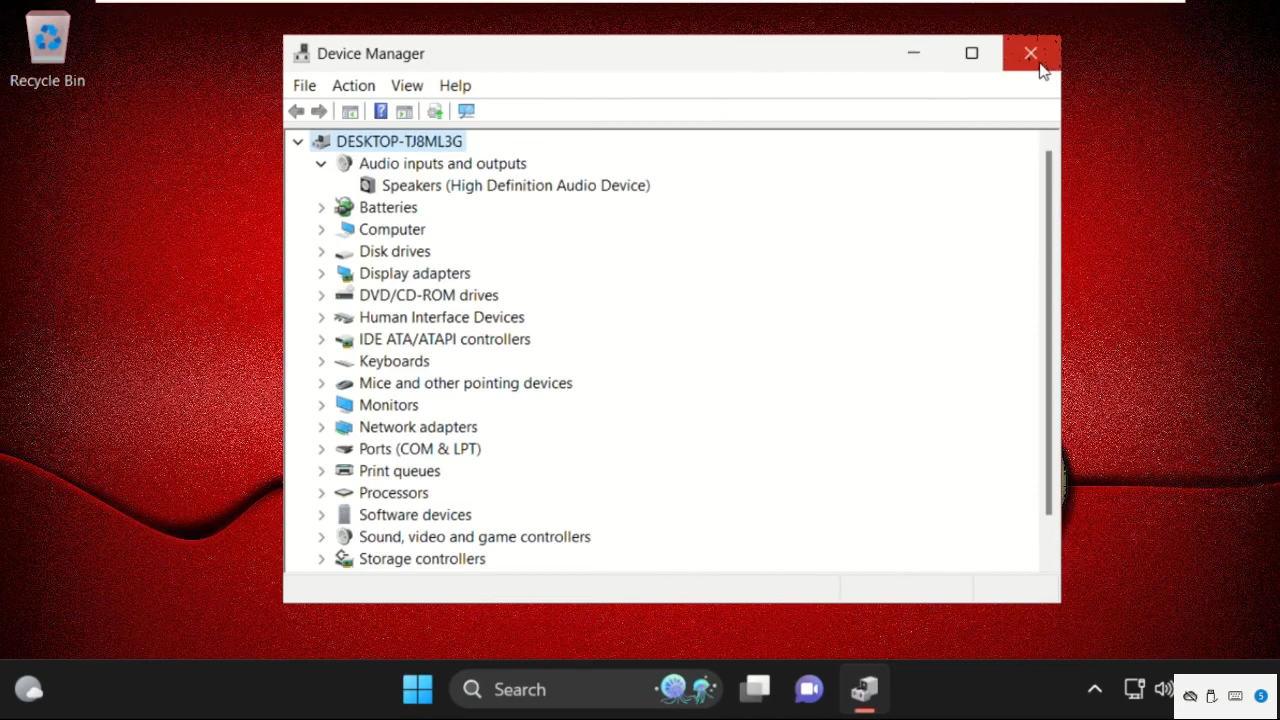 Recycle Bin
Device Manager
File Action View Help
DESKTOP-TJ8ML3G
Audio inputs and outputs
Speakers (High Definition Audio Device)
Batteries
Computer
Disk drives
Display adapters
DVD/CD-ROM drives
Human Interface Devices
IDE ATA/ATAPI controllers
Keyboards
Mice and other pointing devices
Monitors
Network adapters
Ports (COM & LPT)
Print queues
Processors
Software devices
Sound, video and game controllers
Storage controllers
Search
5